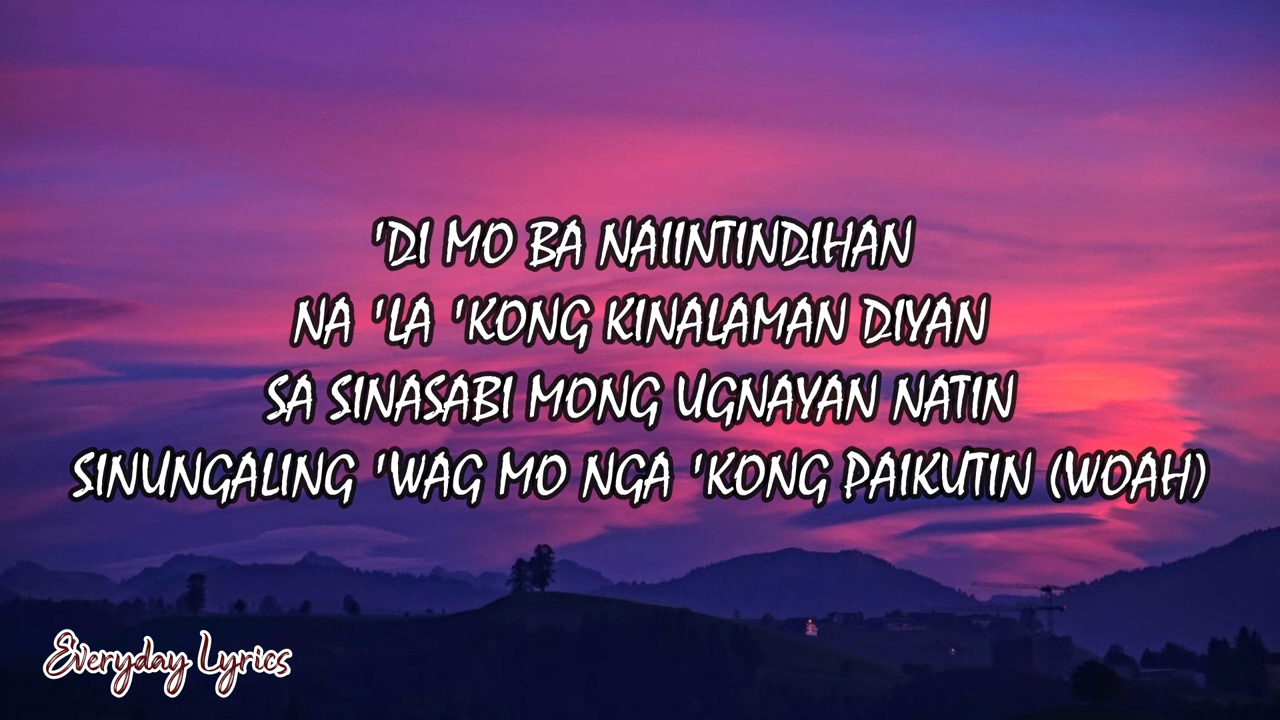 'DI MO BA NAIINTINDIHAN
NA 'LA 'KONG KINALAMAN DIYAN
SA SINASABI MONG UGNAYAN NATIN
SINUNGALING 'WAG MO NGA 'KONG PAIKUTIN (WOAH)
Everyday Lyrics